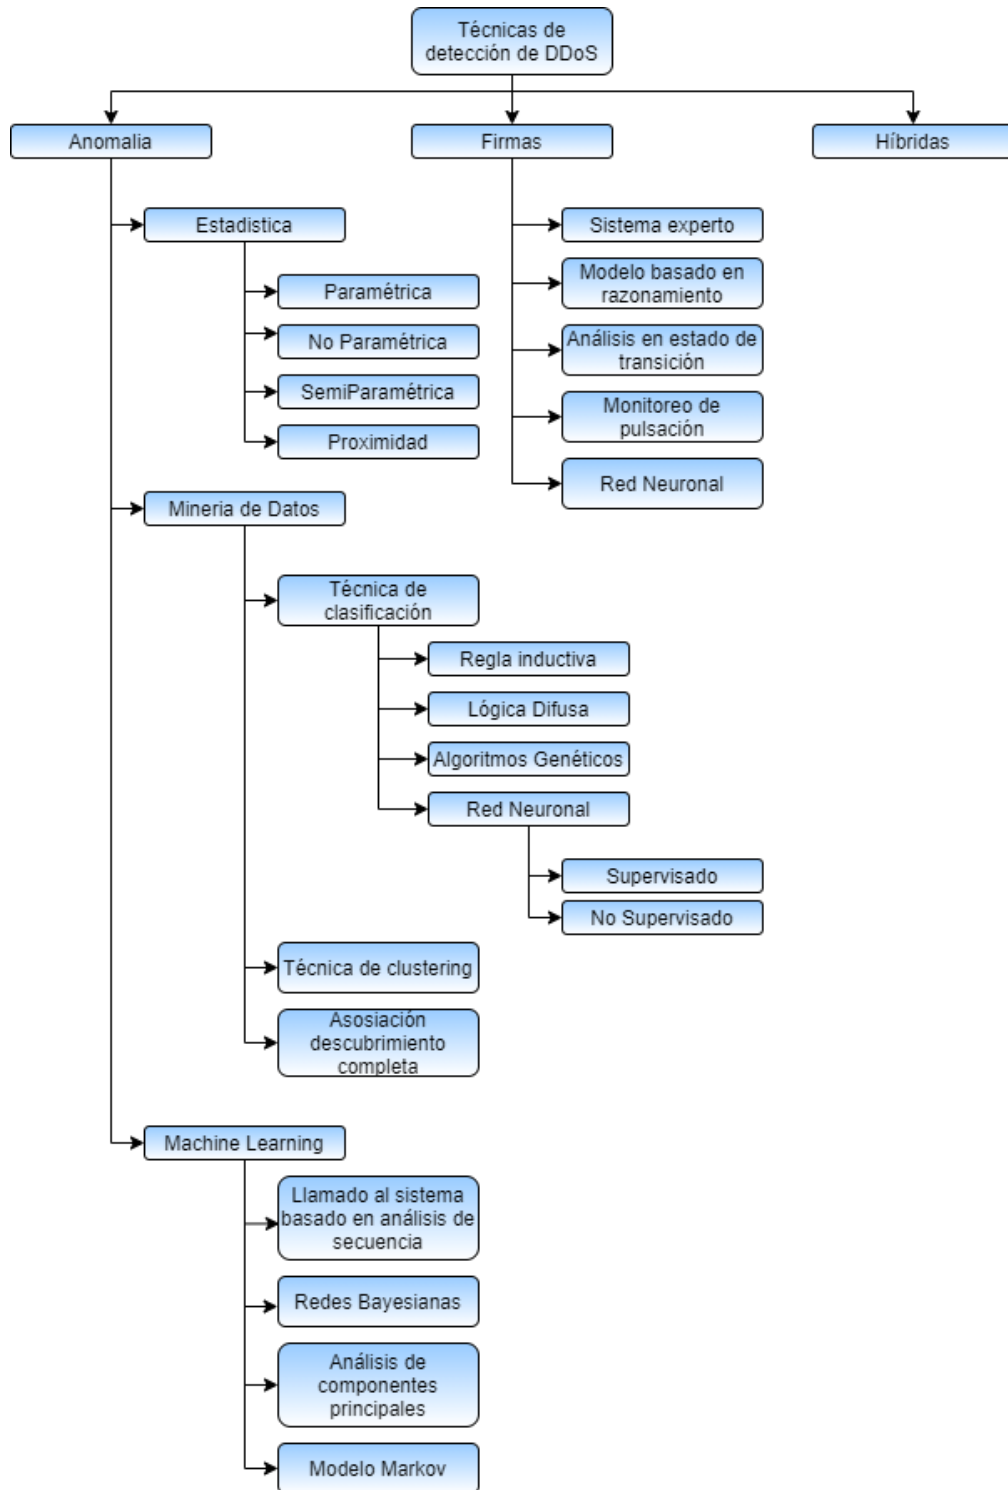 Técnicas de
detección de DDoS
Anomalia
Firmas
Híbridas
Estadistica
Paramétrica
No Paramétrica
SemiParamétrica
Proximidad
Sistema experto
Modelo basado en
razonamiento
Análisis en estado de
transición
Monitoreo de
pulsación
Red Neuronal
Mineria de Datos
Técnica de
clasificación
Regla inductiva
Lógica Difusa
Algoritmos Genéticos
Red Neuronal
Supervisado
No Supervisado
Técnica de clustering
Asosiación
descubrimiento
completa
Machine Learning
Llamado al sistema
basado en análisis de
secuencia
Redes Bayesianas
Análisis de
componentes
principales
Modelo Markov